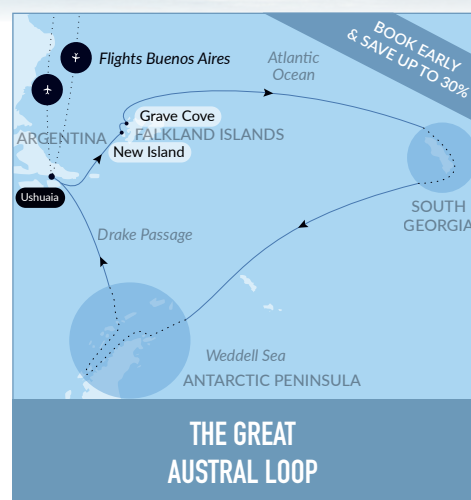 BOOK EARLY
& SAVE UP TO 30%
Flights Buenos Aires
Atlantic
Ocean
Grave Cove
ARGENTINA
FALKLAND ISLANDS
New Island
Ushuaia
SOUTH
GEORGIA
Drake Passage
Weddell Sea
ANTARCTIC PENINSULA
THE GREAT
AUSTRAL LOOP